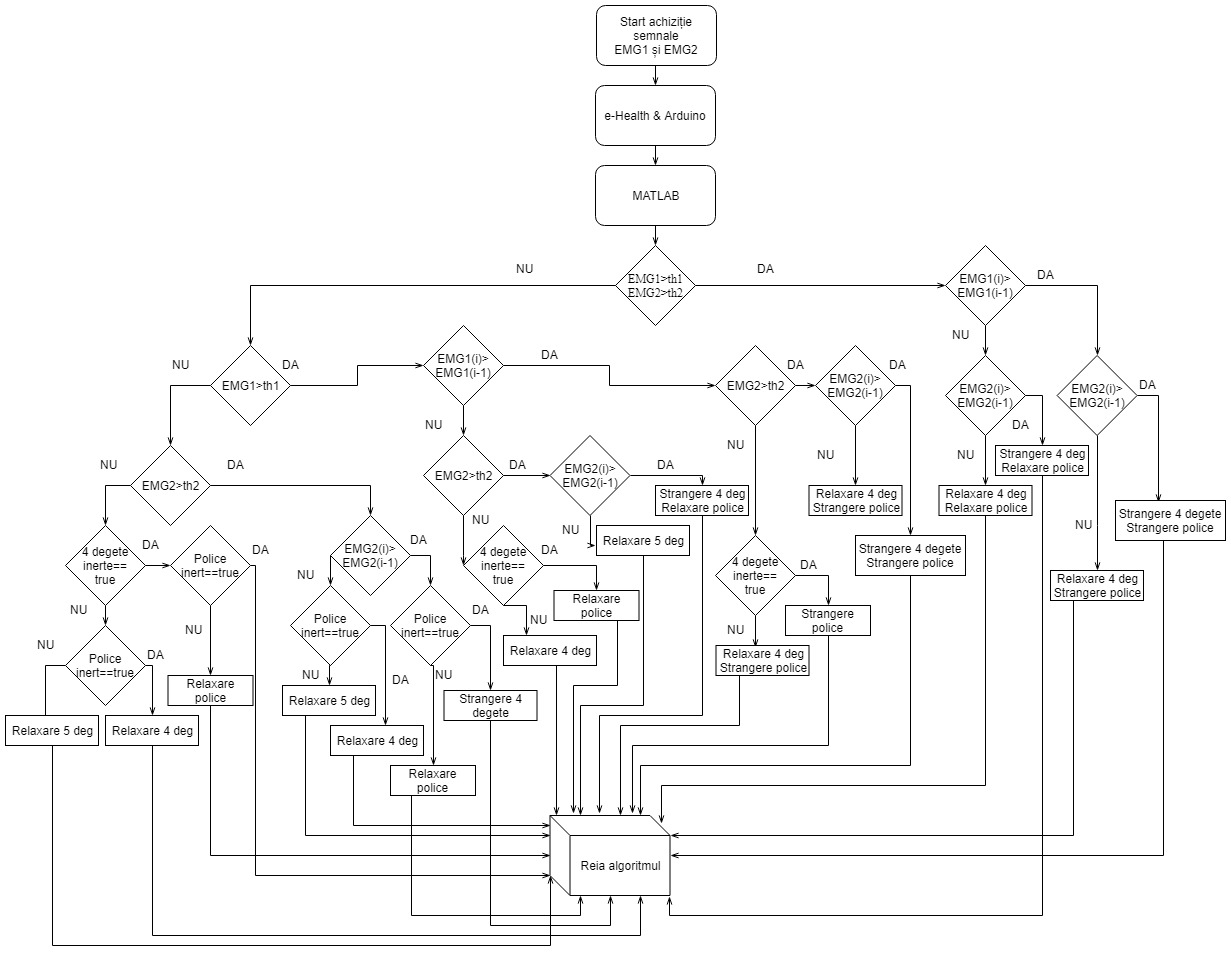 Start achiziție
semnale
EMG1 și EMG2
e-Health & Arduino
MATLAB
NU
DA
EMG1>th1
EMG2>th2
EMG1(i)>
EMG1(i-1)
DA
NU
NU
DA
EMG1>th1
EMG1(i)>
EMG1(i-1)
DA
NU
EMG2>th2
DA
NU
EMG2(i)>
EMG2(i-1)
DA
NU
EMG2(i)>
EMG2(i-1)
DA
NU
EMG2(i)>
EMG2(i-1)
DA
NU
Strangere 4 deg
Relaxare police
NU
DA
EMG2>th2
EMG2>th2
DA
NU
EMG2(i)>
EMG2(i-1)
DA
NU
Strangere 4 deg
Relaxare police
Relaxare 4 deg
Strangere police
Relaxare 4 deg
Relaxare police
Strangere 4 degete
Strangere police
4 degete
inerte==
true
DA
NU
Police
inert==true
DA
NU
EMG2(i)>
EMG2(i-1)
DA
NU
4 degete
inerte==
true
DA
NU
Relaxare 5 deg
Relaxare
police
4 degete
inerte==
true
DA
NU
Strangere 4 degete
Strangere police
Relaxare 4 deg
Strangere police
Strangere
police
Police
inert==true
NU
DA
Police
inert==true
DA
NU
Relaxare 4 deg
Relaxare 4 deg
Strangere police
NU
Police
inert==true
DA
Relaxare
police
Relaxare 5 deg
Strangere 4
degete
Relaxare 5 deg
Relaxare 4 deg
Relaxare 4 deg
Relaxare
police
Reia algoritmul